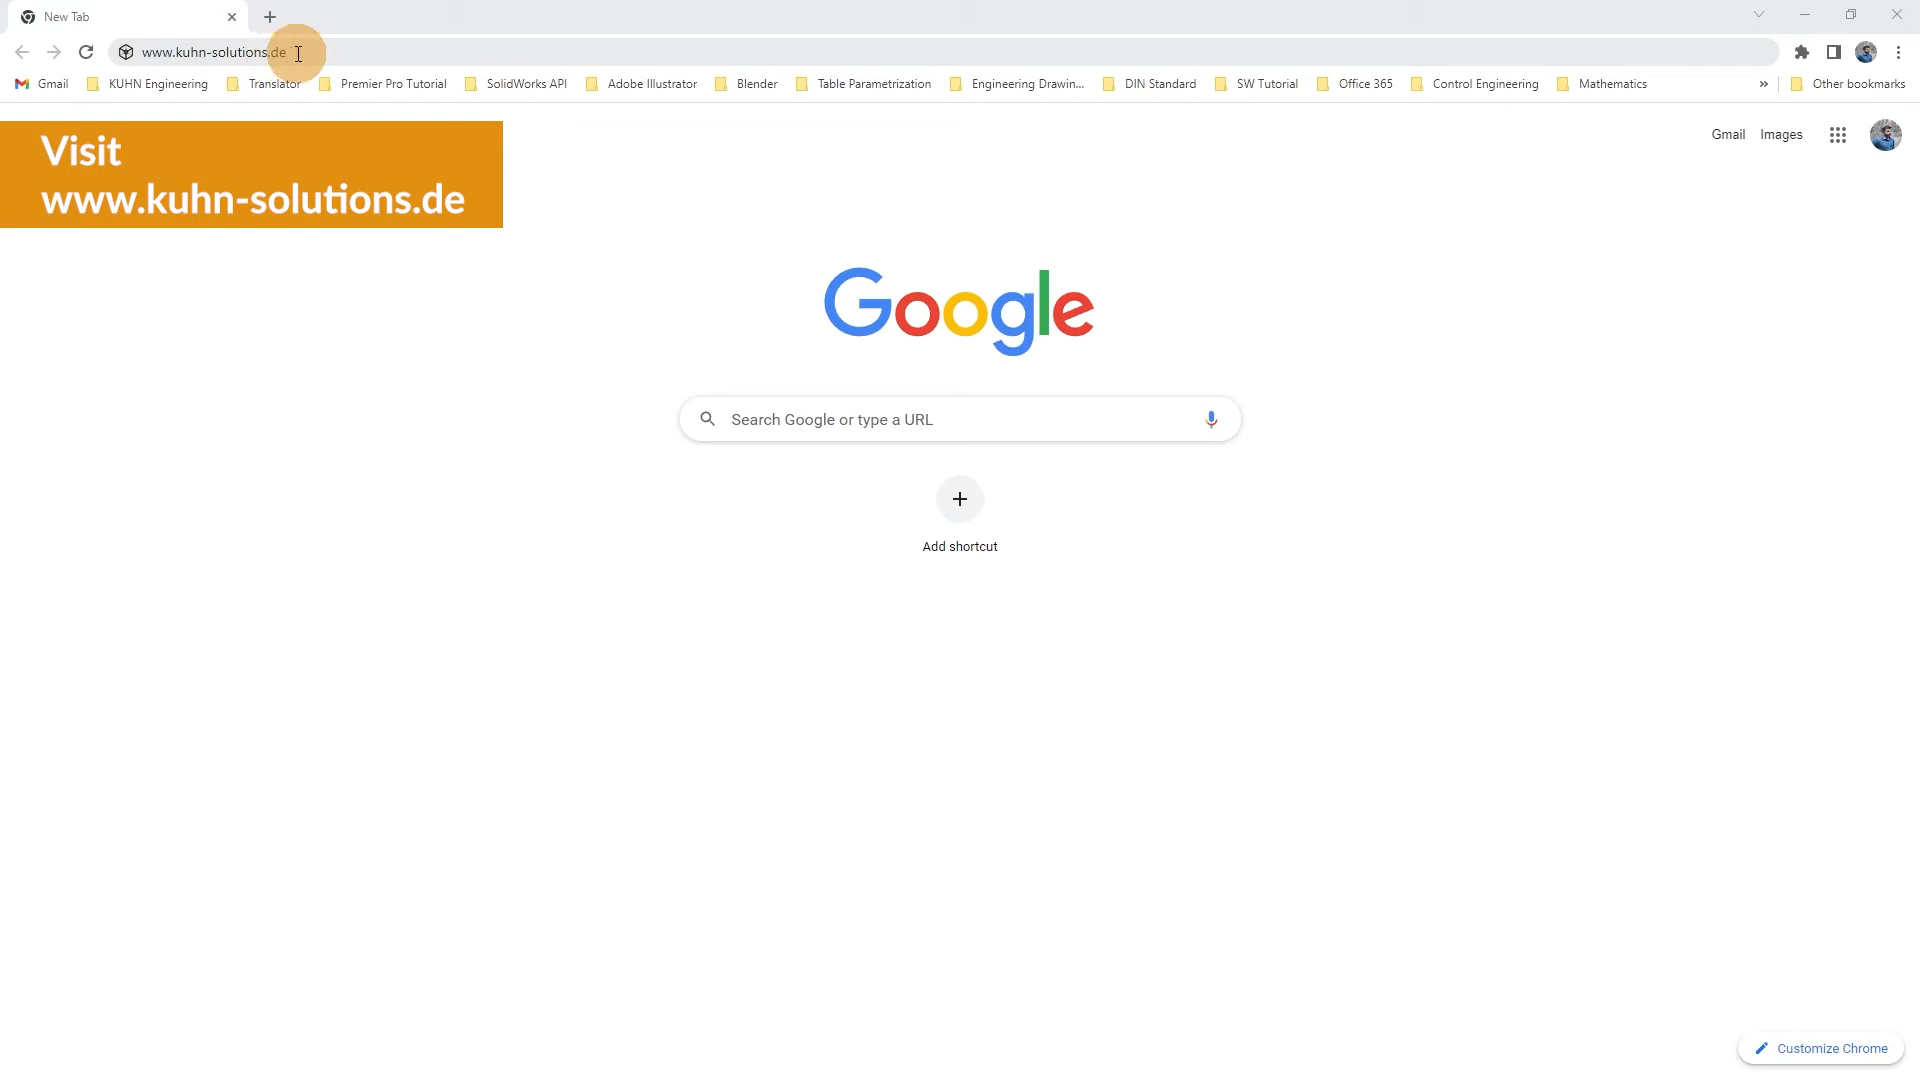 New Tab
www.kuhn-solutions.de
Gmail KUHN Engineering Translator Premier Pro Tutorial SolidWorks API Adobe Illustrator Blender Table Parametrization Engineering Drawin... DIN Standard SW Tutorial Office 365 Control Engineering Mathematics » Other bookmarks
Gmail Images
Visit
www.kuhn-solutions.de
Google
Search Google or type a URL
Add shortcut
Customize Chrome